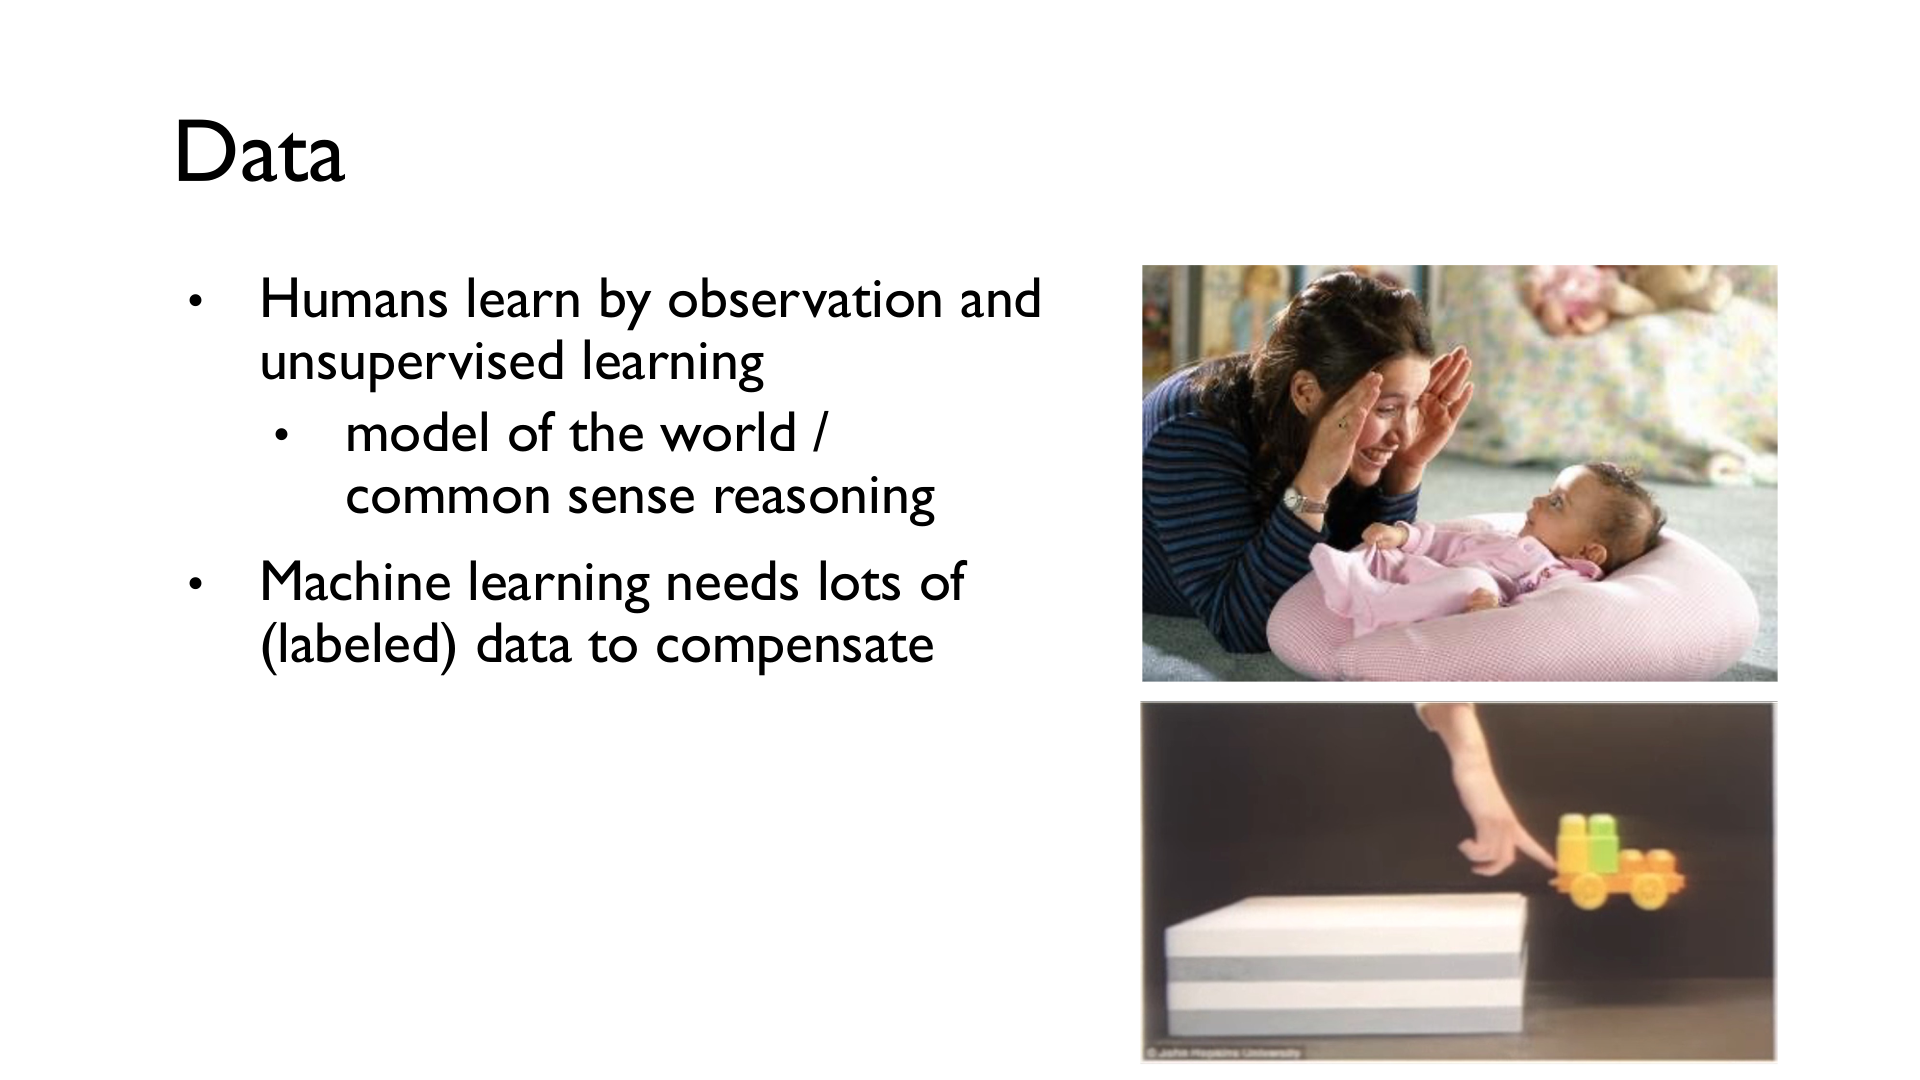 Data
• Humans learn by observation and
unsupervised learning
• model of the world /
common sense reasoning
• Machine learning needs lots of
(labeled) data to compensate
© John Hopkins University